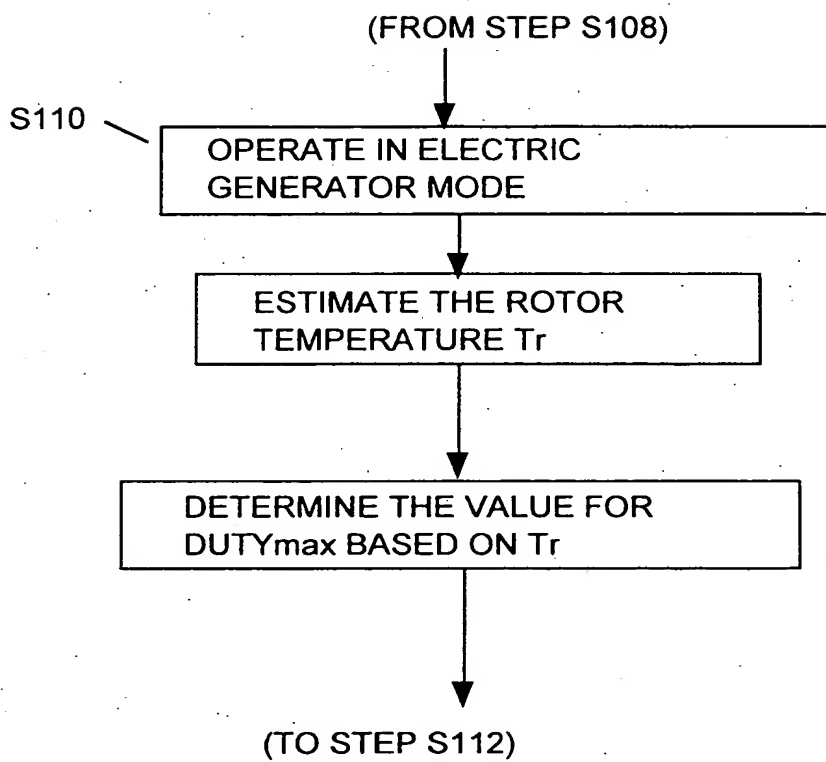 (FROM STEP S108)
S110
OPERATE IN ELECTRIC
GENERATOR MODE
ESTIMATE THE ROTOR
TEMPERATURE Tr
DETERMINE THE VALUE FOR
DUTYmax BASED ON Tr
(TO STEP S112)